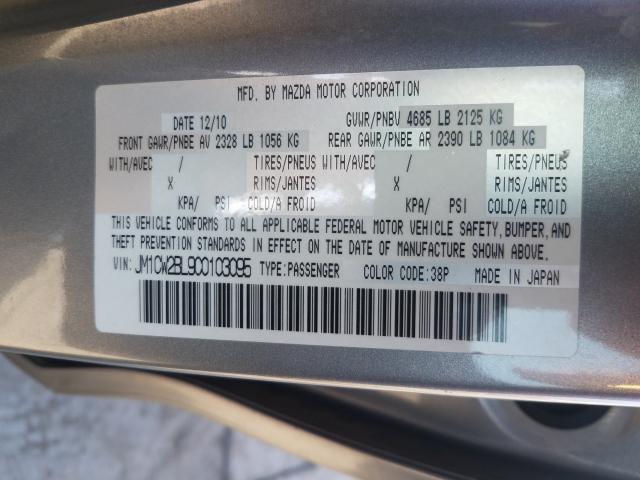 MFD. BY MAZDA MOTOR CORPORATION
DATE 12/10 GVWR/PNBV 4685 LB 2125 KG
FRONT GAWR/PNBE AV 2328 LB 1056 KG REAR GAWR/PNBE AR 2390 LB 1084 KG
WITH/AVEC / TIRES/PNEUS WITH/AVEC / TIRES/PNEUS
X RIMS/JANTES X RIMS/JANTES
KPA/ PSI COLD/A FROID KPA/ PSI COLD/A FROID
THIS VEHICLE CONFORMS TO ALL APPLICABLE FEDERAL MOTOR VEHICLE SAFETY, BUMPER, AND
THEFT PREVENTION STANDARDS IN EFFECT ON THE DATE OF MANUFACTURE SHOWN ABOVE.
VIN: JM1CW2BL9C0103095 TYPE:PASSENGER COLOR CODE:38P MADE IN JAPAN